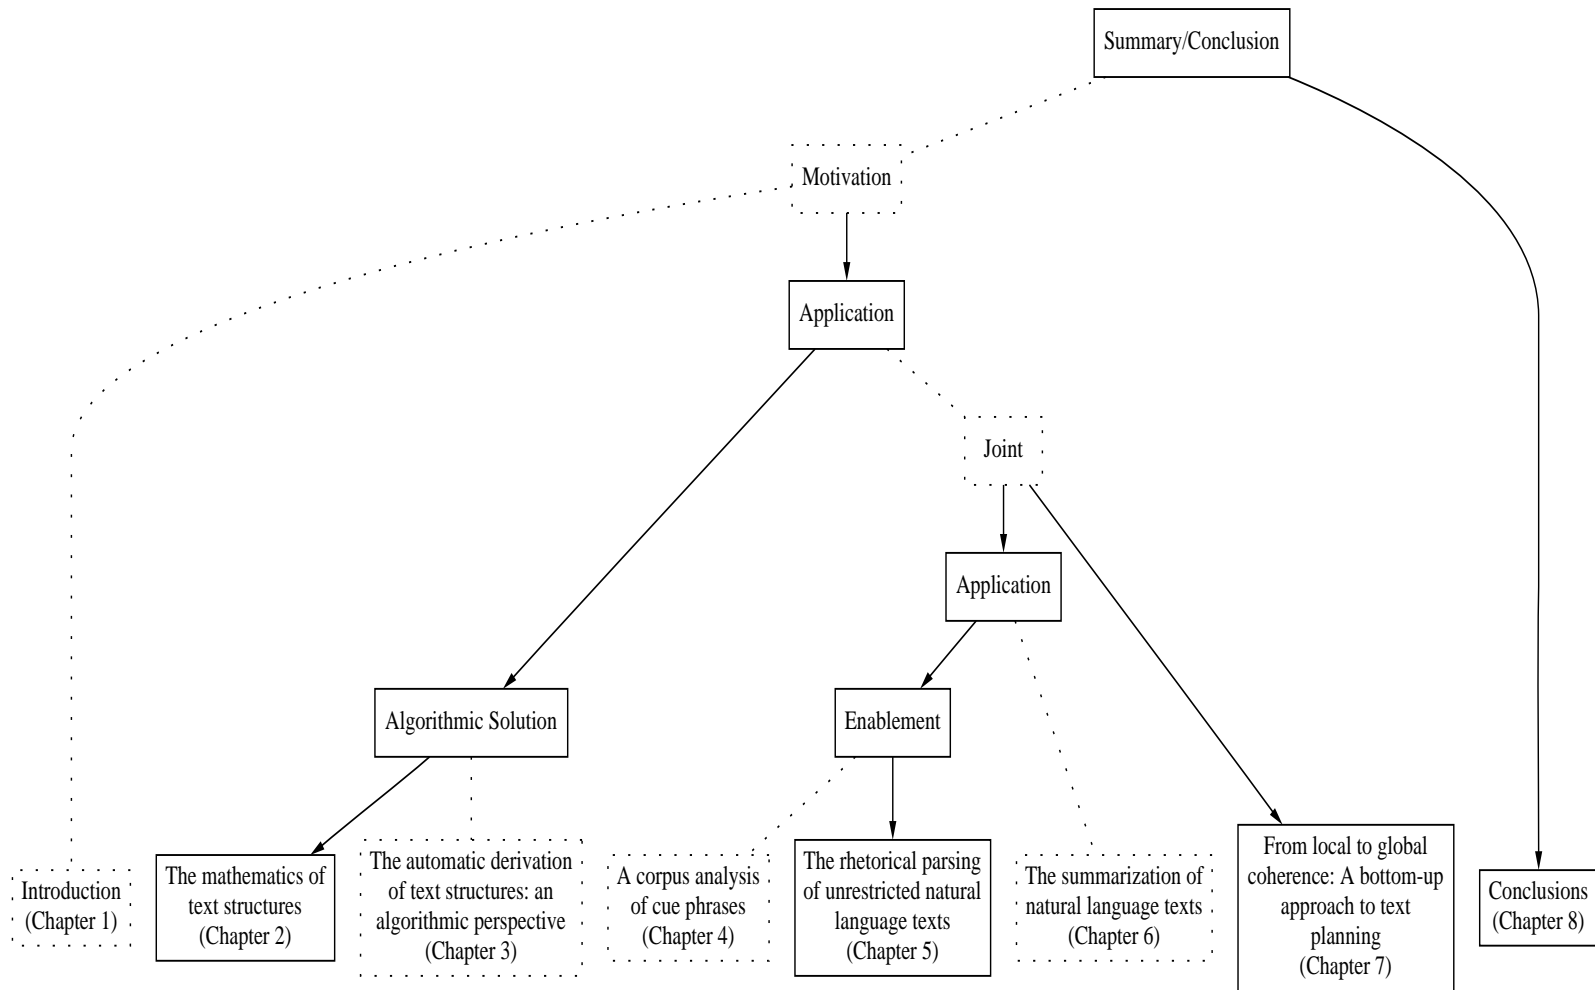 Summary/Conclusion
Motivation
Application
Joint
Application
Algorithmic Solution
Enablement
Introduction
(Chapter 1)
The mathematics of
text structures
(Chapter 2)
The automatic derivation
of text structures: an
algorithmic perspective
(Chapter 3)
A corpus analysis
of cue phrases
(Chapter 4)
The rhetorical parsing
of unrestricted natural
language texts
(Chapter 5)
The summarization of
natural language texts
(Chapter 6)
From local to global
coherence: A bottom-up
approach to text
planning
(Chapter 7)
Conclusions
(Chapter 8)